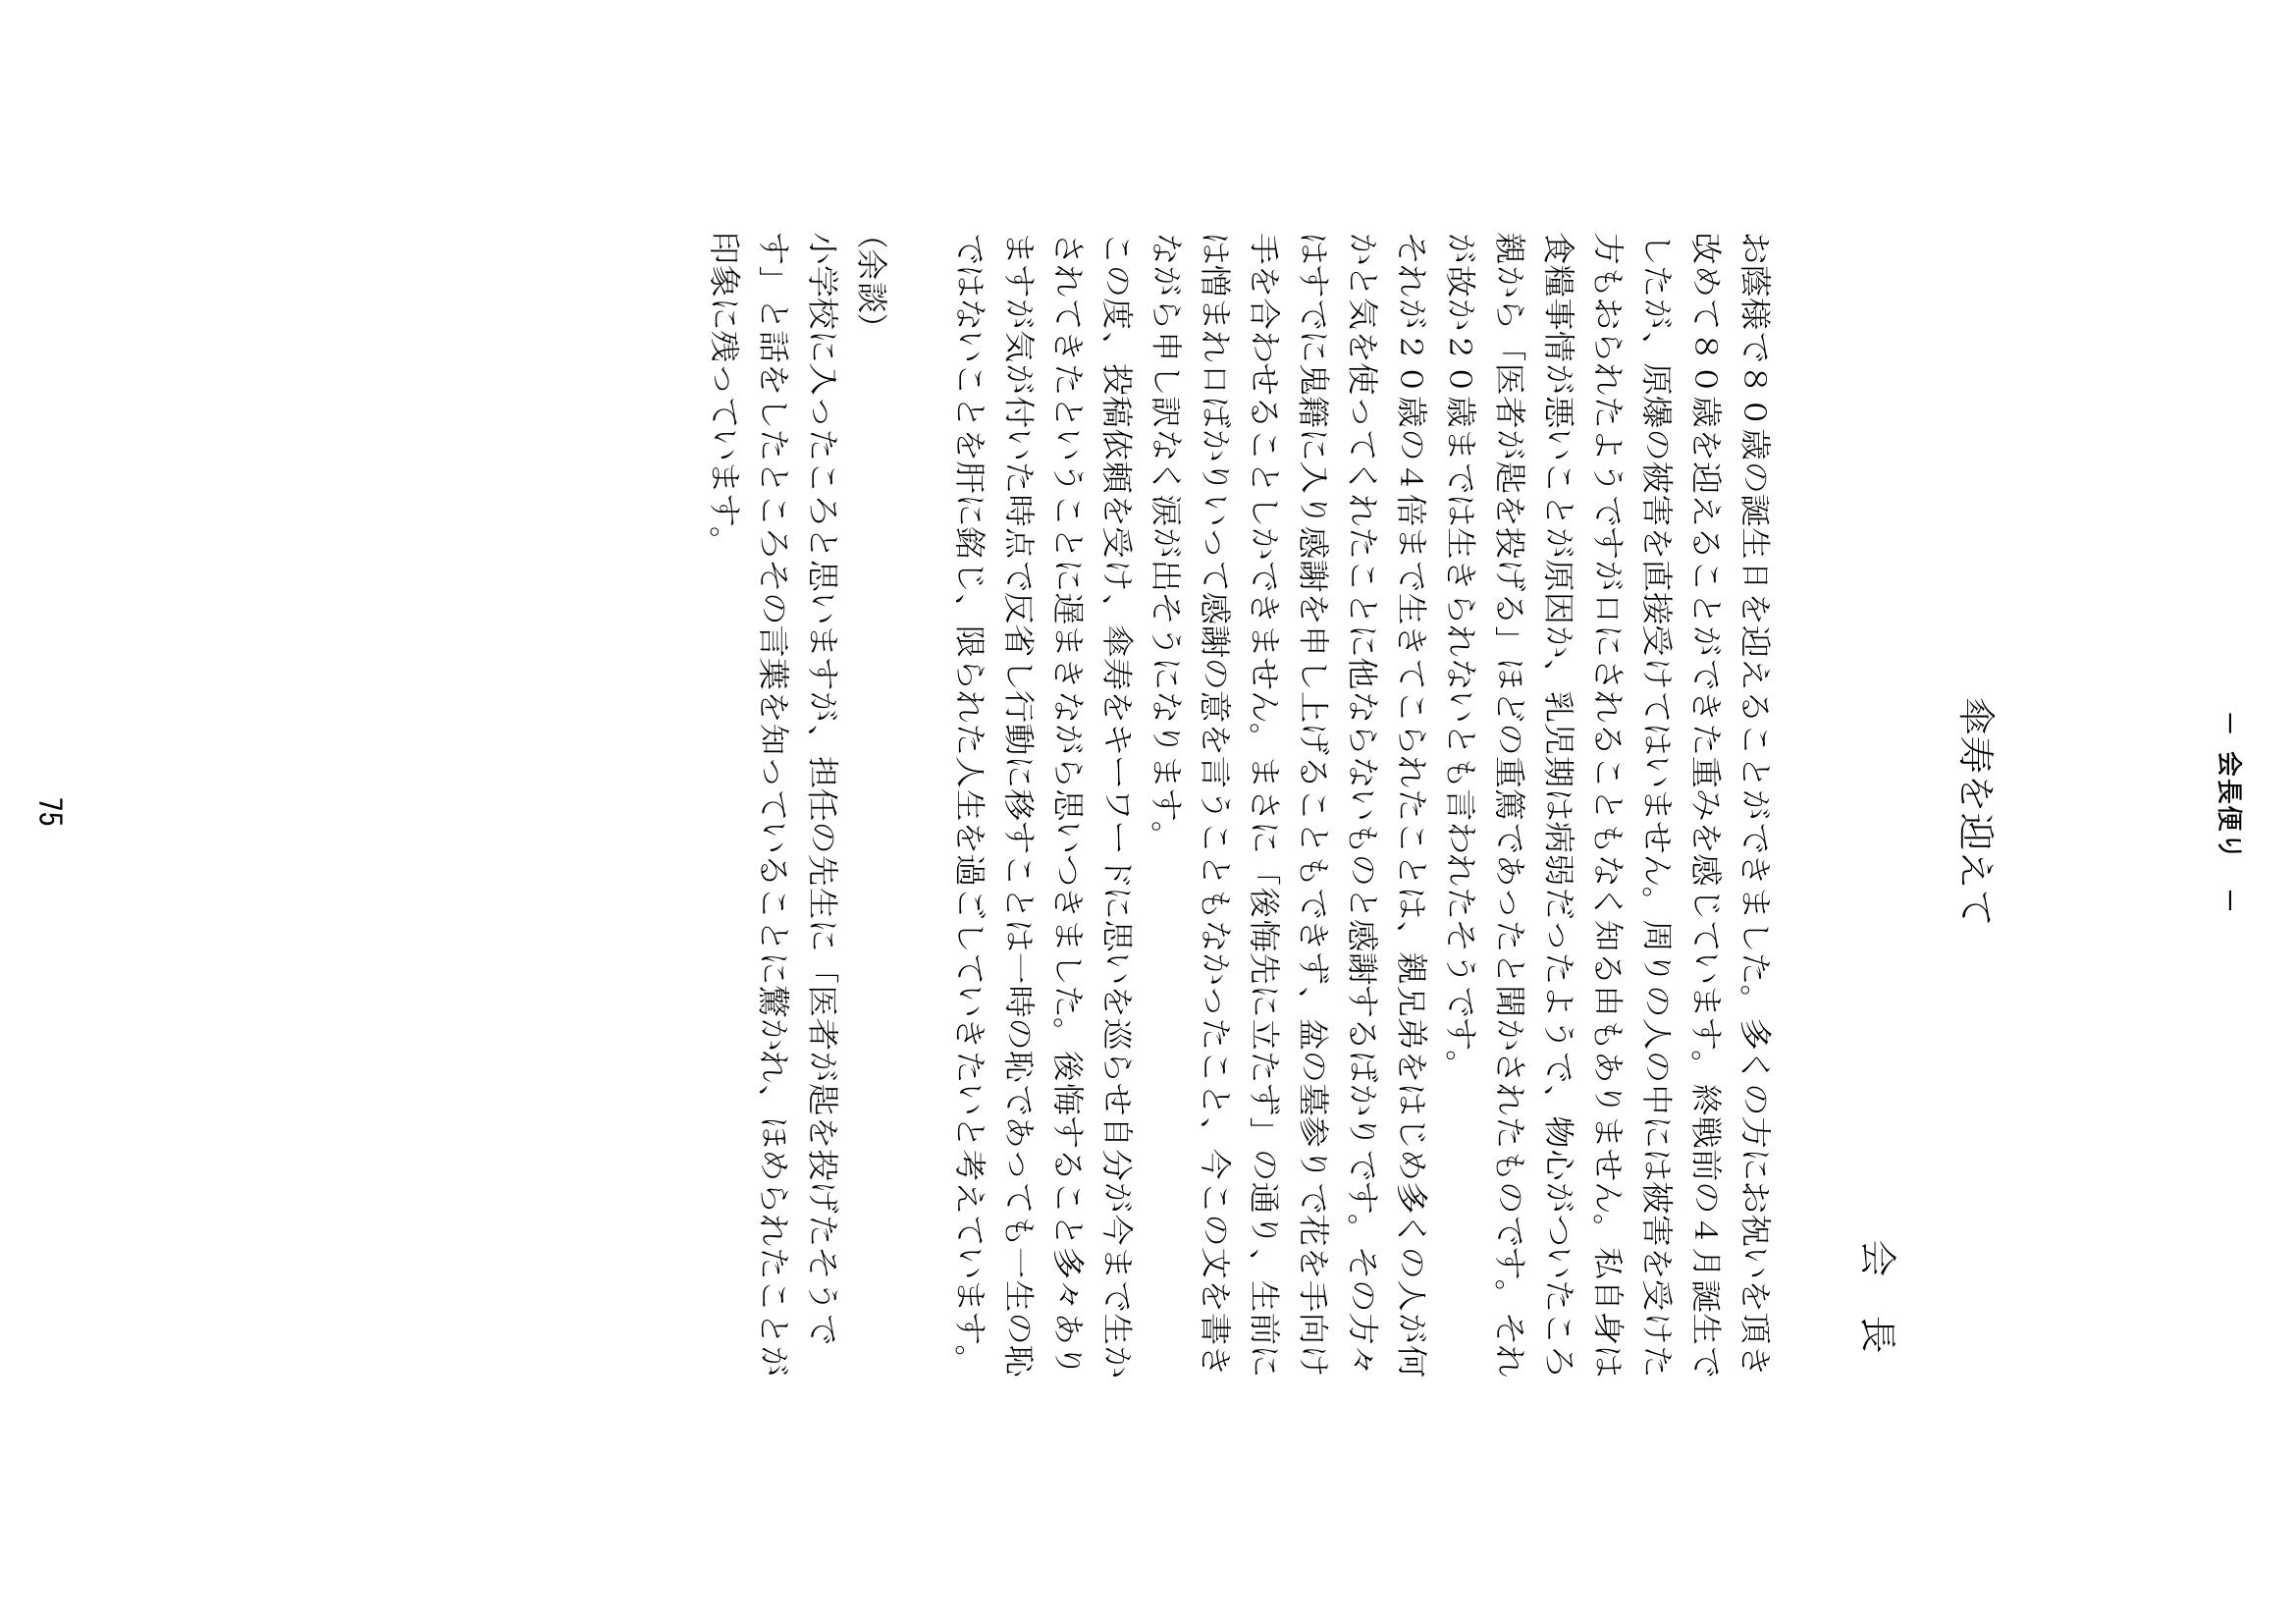 － 会長便り －
傘寿を迎えて
会 長
お蔭様で８０歳の誕生日を迎えることができました。多くの方にお祝いを頂き
改めて８０歳を迎えることができた重みを感じています。終戦前の４月誕生で
したが、原爆の被害を直接受けてはいません。周りの人の中には被害を受けた
方もおられたようですが口にされることもなく知る由もありません。私自身は
食糧事情が悪いことが原因か、乳児期は病弱だったようで、物心がついたころ
親から「医者が匙を投げる」ほどの重篤であったと聞かされたものです。それ
が故か２０歳までは生きられないとも言われたそうです。
それが２０歳の４倍まで生きてこられたことは、親兄弟をはじめ多くの人が何
かと気を使ってくれたことに他ならないものと感謝するばかりです。その方々
はすでに鬼籍に入り感謝を申し上げることもできず、盆の墓参りで花を手向け
手を合わせることしかできません。まさに「後悔先に立たず」の通り、生前に
は憎まれ口ばかりいって感謝の意を言うこともなかったこと、今この文を書き
ながら申し訳なく涙が出そうになります。
この度、投稿依頼を受け、傘寿をキーワードに思いを巡らせ自分が今まで生か
されてきたということに遅まきながら思いつきました。後悔すること多々あり
ますが気が付いた時点で反省し行動に移すことは一時の恥であっても一生の恥
ではないことを肝に銘じ、限られた人生を過ごしていきたいと考えています。
（余談）
小学校に入ったころと思いますが、担任の先生に「医者が匙を投げたそうで
す」と話をしたところその言葉を知っていることに驚かれ、ほめられたことが
印象に残っています。
75